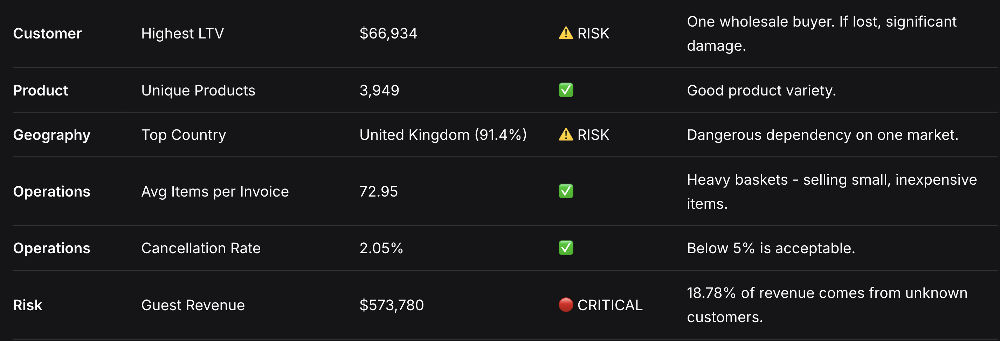 Customer Highest LTV $66,934 ⚠️ RISK One wholesale buyer. If lost, significant
damage.
Product Unique Products 3,949 ✅ Good product variety.
Geography Top Country United Kingdom (91.4%) ⚠️ RISK Dangerous dependency on one market.
Operations Avg Items per Invoice 72.95 ✅ Heavy baskets - selling small, inexpensive
items.
Operations Cancellation Rate 2.05% ✅ Below 5% is acceptable.
Risk Guest Revenue $573,780 🔴 CRITICAL 18.78% of revenue comes from unknown
customers.